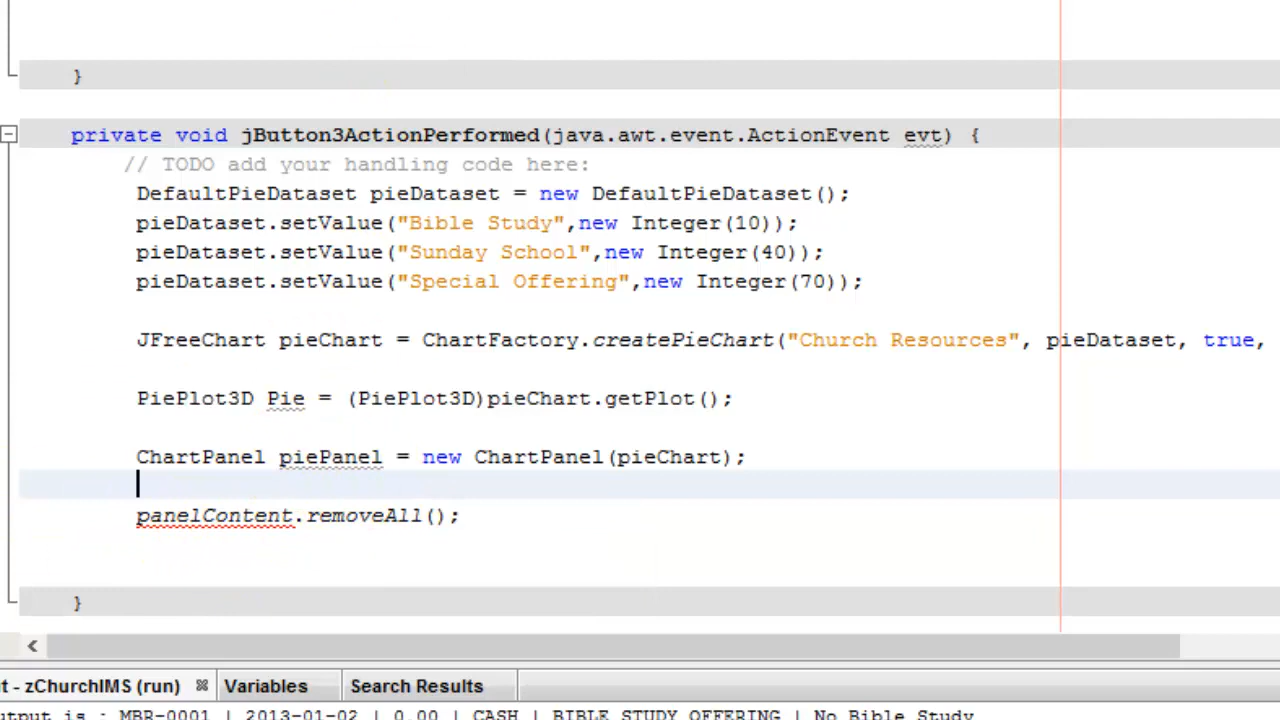 }
private void jButton3ActionPerformed(java.awt.event.ActionEvent evt) {
// TODO add your handling code here:
DefaultPieDataset pieDataset = new DefaultPieDataset();
pieDataset.setValue("Bible Study",new Integer(10));
pieDataset.setValue("Sunday School",new Integer(40));
pieDataset.setValue("Special Offering",new Integer(70));
JFreeChart pieChart = ChartFactory.createPieChart("Church Resources", pieDataset, true,
PiePlot3D Pie = (PiePlot3D)pieChart.getPlot();
ChartPanel piePanel = new ChartPanel(pieChart);
panelContent.removeAll();
}
t - zChurchIMS (run) Variables Search Results
utput is : MBR-0001 | 2013-01-02 | 0.00 | CASH | BIBLE STUDY OFFERING | No Bible Study